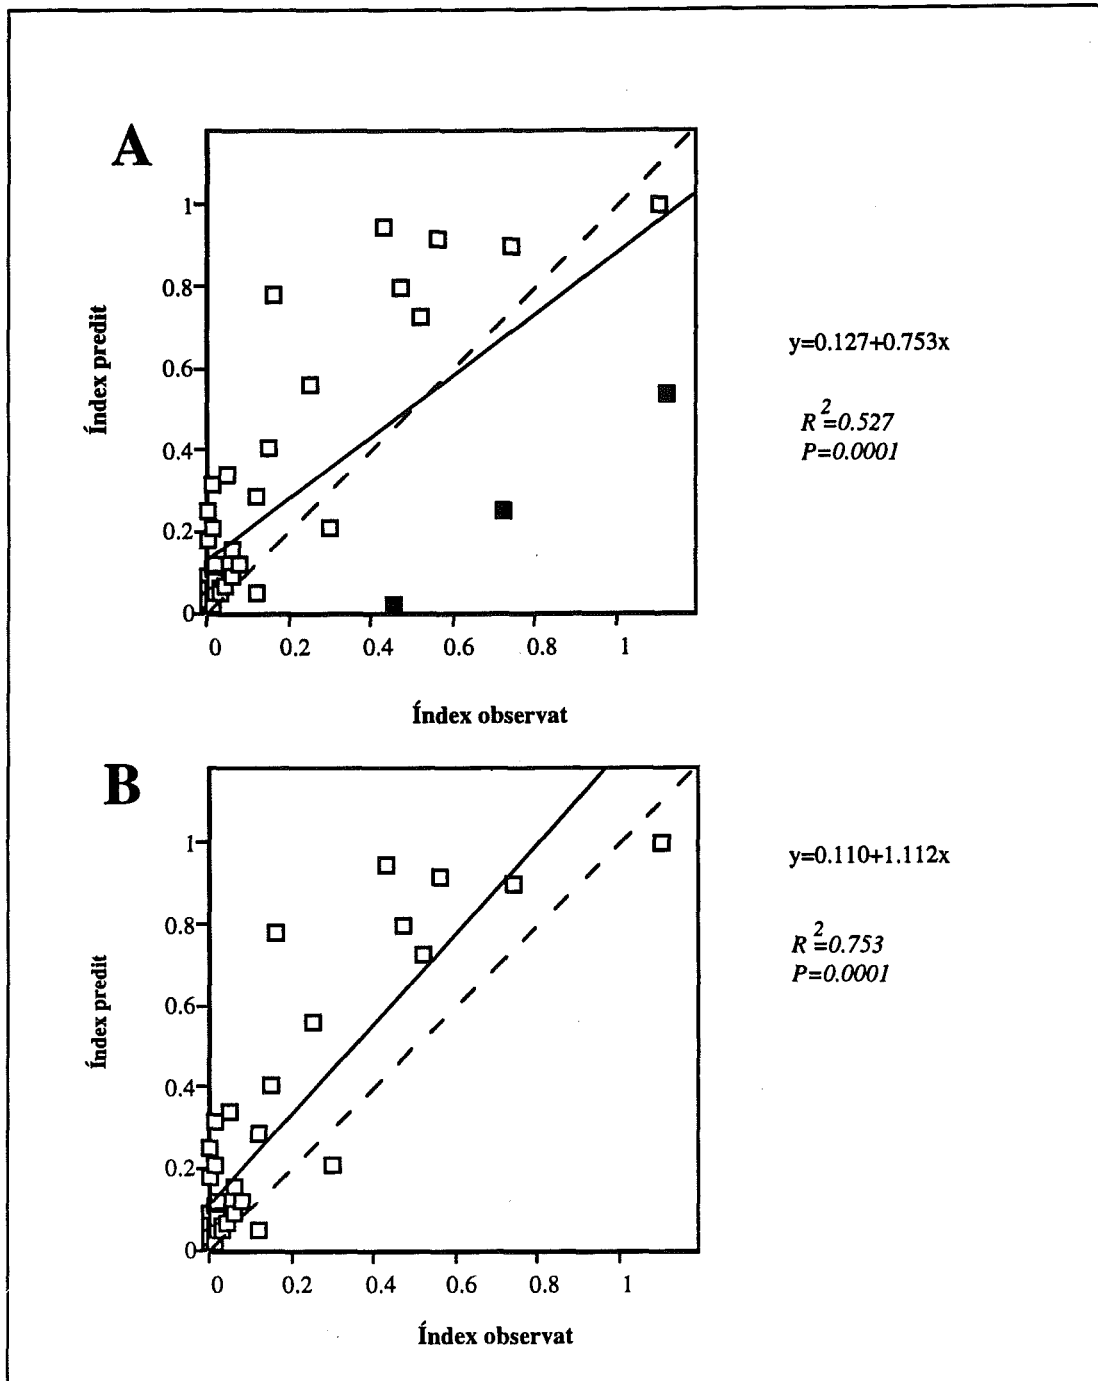 A
1
0.8
0.6
0.4
0.2
0
Índex predit
0 0.2 0.4 0.6 0.8 1
Índex observat
y=0.127+0.753x
R²=0.527
P=0.0001
B
1
0.8
0.6
0.4
0.2
0
Índex predit
0 0.2 0.4 0.6 0.8 1
Índex observat
y=0.110+1.112x
R²=0.753
P=0.0001